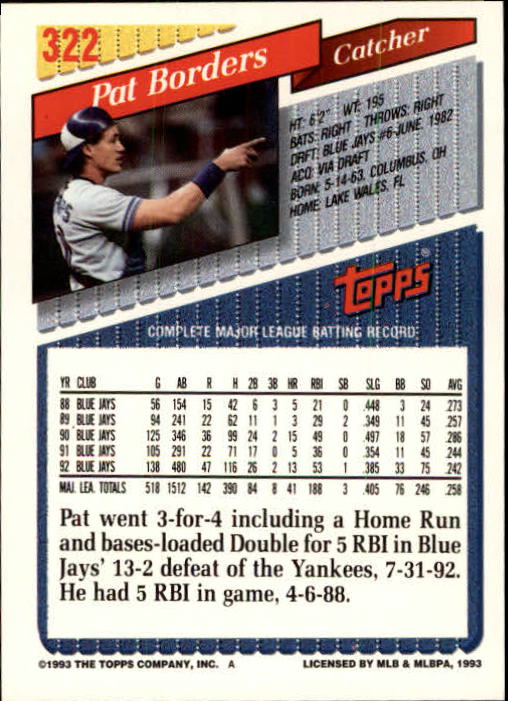 322
Pat Borders
Catcher
HT: 6'2" WT: 195
BATS: RIGHT THROWS: RIGHT
DRFT: BLUE JAYS #6-JUNE, 1982
ACQ: VIA DRAFT
BORN: 5-14-63, COLUMBUS, OH
HOME: LAKE WALES, FL
topps®
COMPLETE MAJOR LEAGUE BATTING RECORD
YR CLUB G AB R H 2B 3B HR RBI SB SLG BB SO AVG
88 BLUE JAYS 56 154 15 42 6 3 5 21 0 .448 3 24 .273
89 BLUE JAYS 94 241 22 62 11 1 3 29 2 .349 11 45 .257
90 BLUE JAYS 125 346 36 99 24 2 15 49 0 .497 18 57 .286
91 BLUE JAYS 105 291 22 71 17 0 5 36 0 .354 11 45 .244
92 BLUE JAYS 138 480 47 116 26 2 13 53 1 .385 33 75 .242
MAJ. LEA. TOTALS 518 1512 142 390 84 8 41 188 3 .405 76 246 .258
Pat went 3-for-4 including a Home Run
and bases-loaded Double for 5 RBI in Blue
Jays' 13-2 defeat of the Yankees, 7-31-92.
He had 5 RBI in game, 4-6-88.
©1993 THE TOPPS COMPANY, INC. A LICENSED BY MLB & MLBPA, 1993